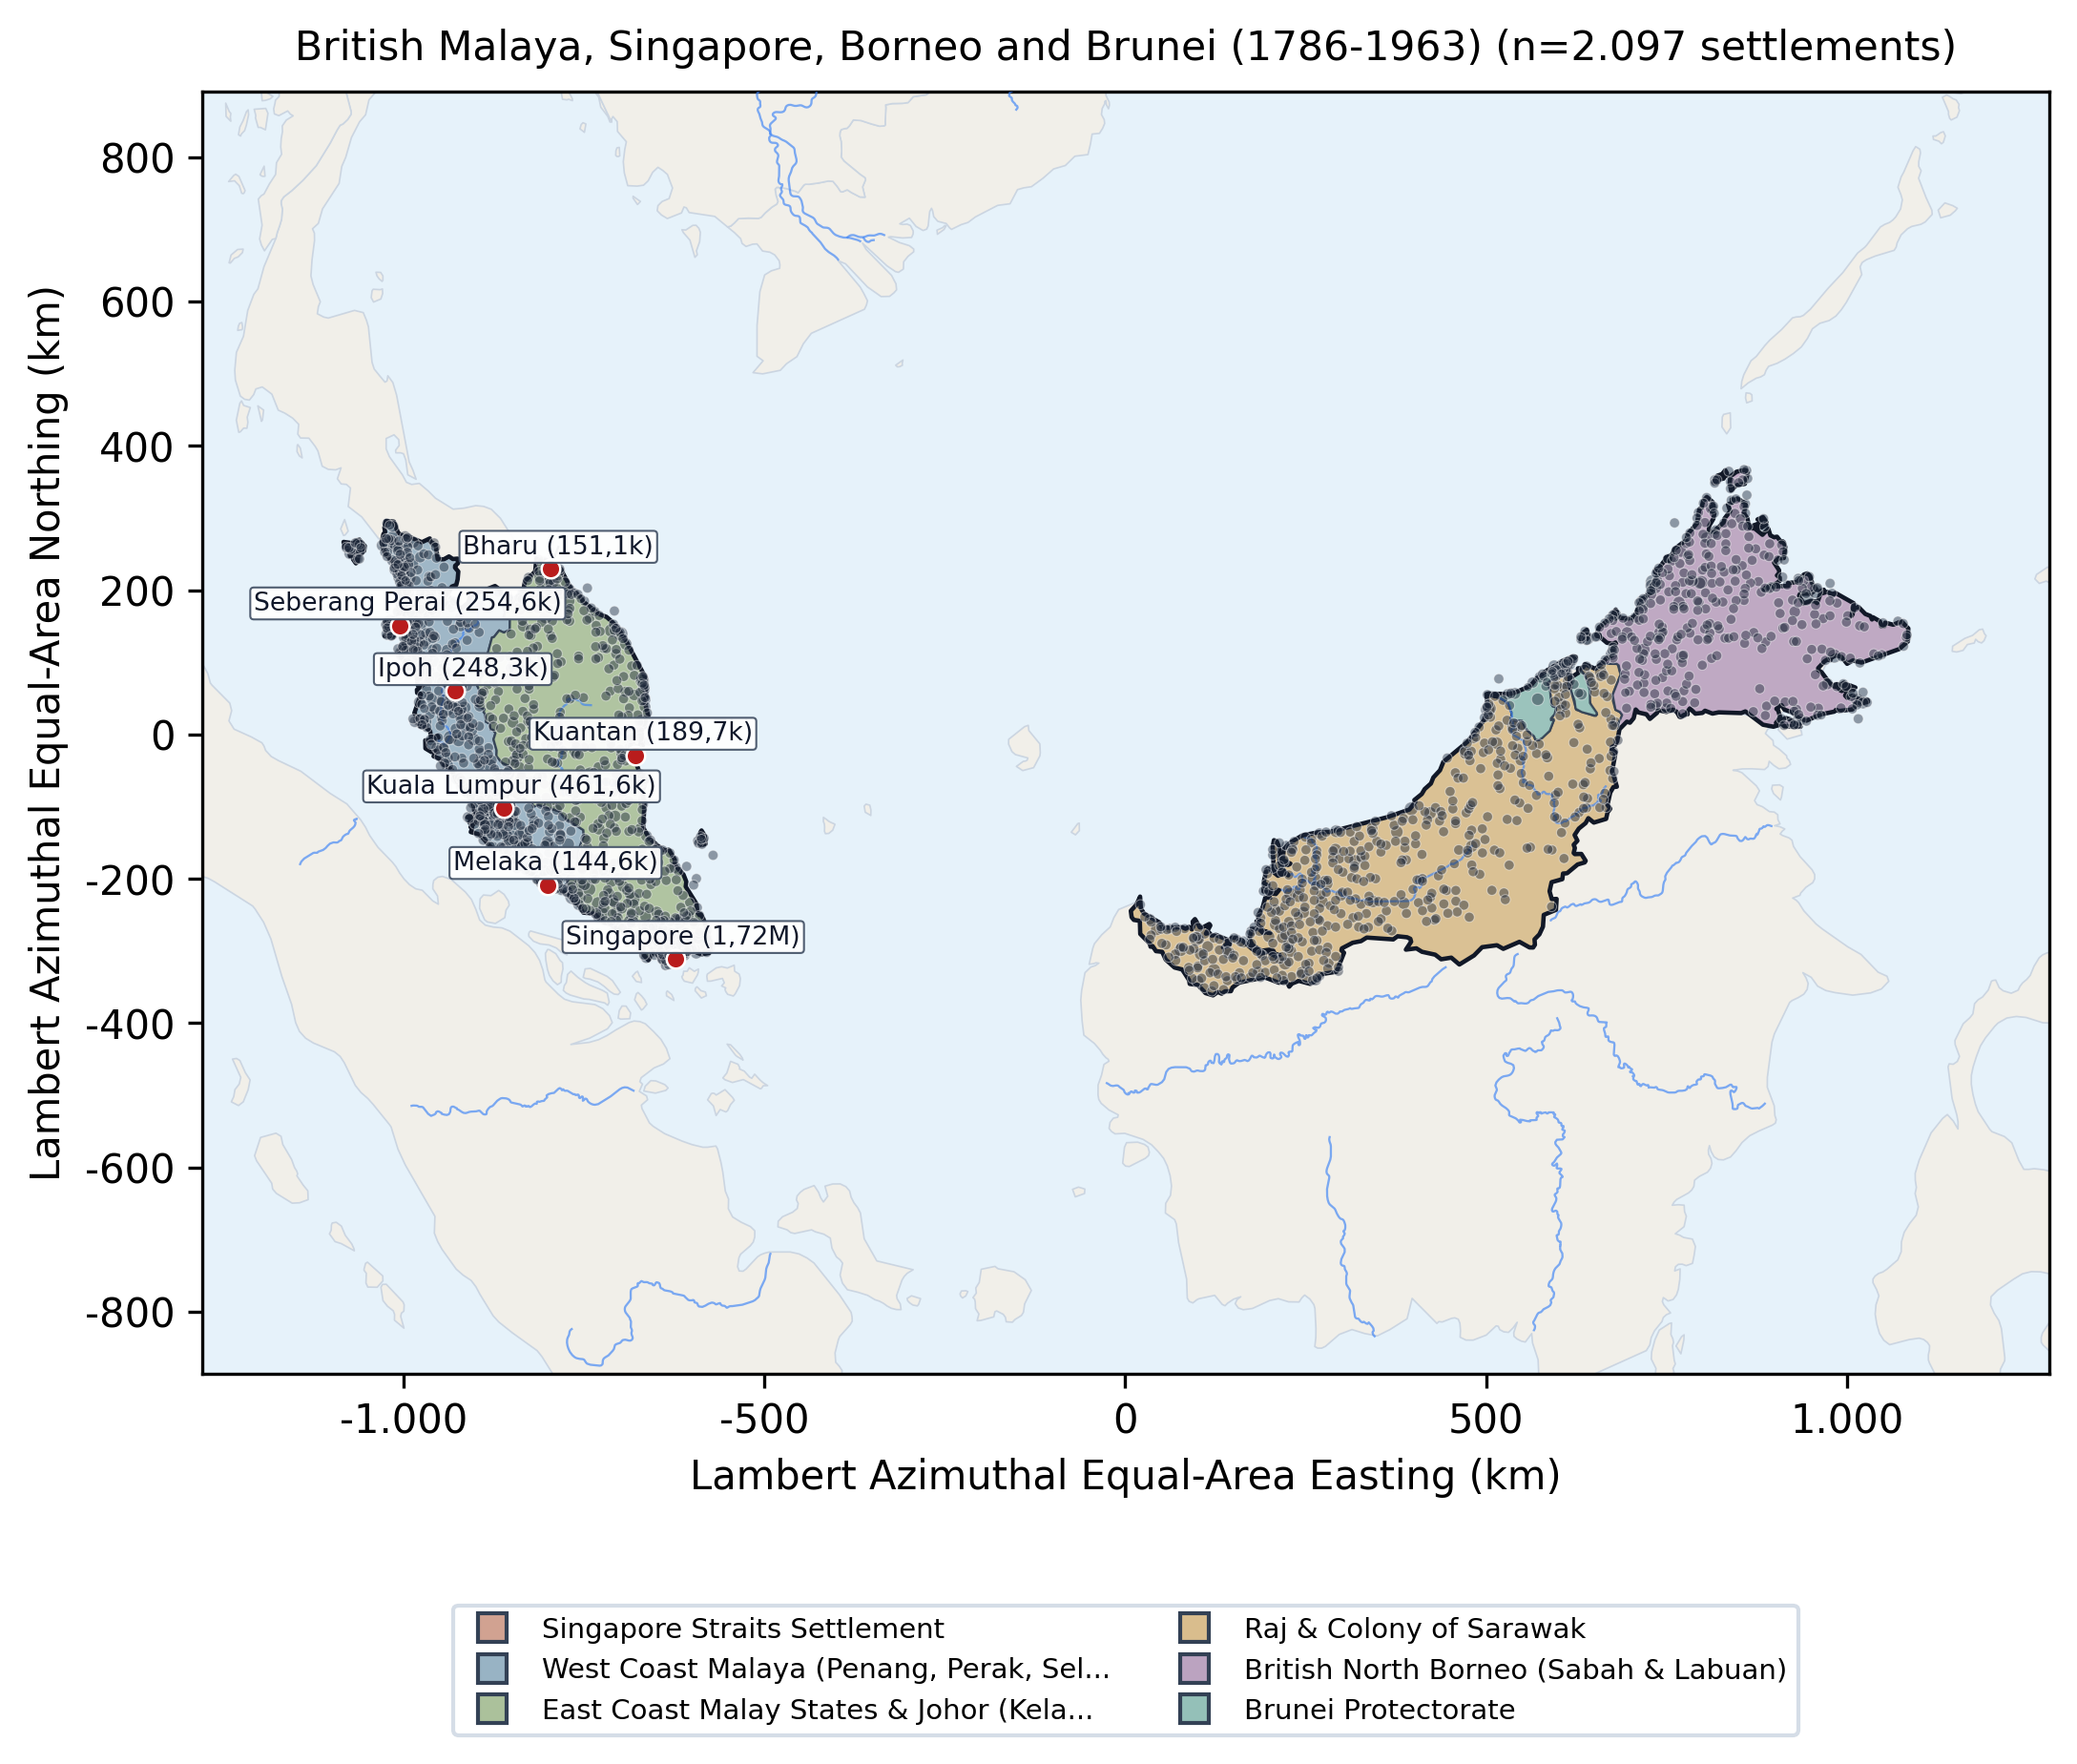 British Malaya, Singapore, Borneo and Brunei (1786-1963) (n=2.097 settlements)
Lambert Azimuthal Equal-Area Northing (km)
800
600
400
200
0
-200
-400
-600
-800
Bharu (151,1k)
Seberang Perai (254,6k)
Ipoh (248,3k)
Kuantan (189,7k)
Kuala Lumpur (461,6k)
Melaka (144,6k)
Singapore (1,72M)
-1.000
-500
0
500
1.000
Lambert Azimuthal Equal-Area Easting (km)
Singapore Straits Settlement
West Coast Malaya (Penang, Perak, Sel...
East Coast Malay States & Johor (Kela...
Raj & Colony of Sarawak
British North Borneo (Sabah & Labuan)
Brunei Protectorate